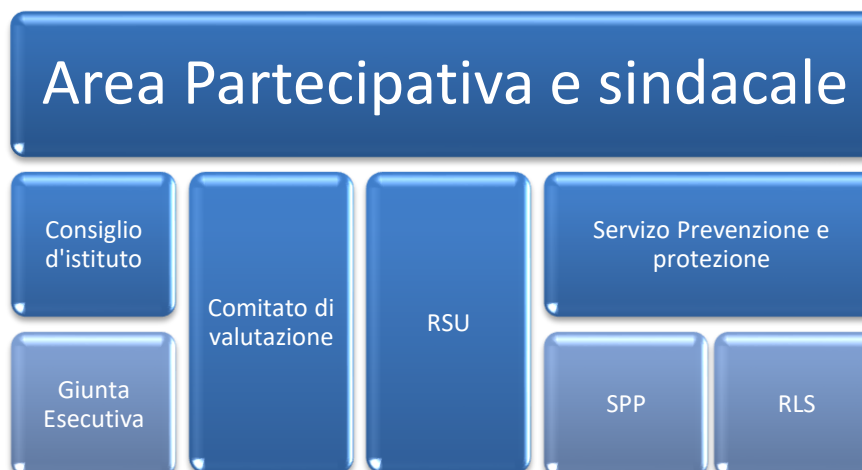 Area Partecipativa e sindacale
Consiglio
d'istituto
Comitato di
valutazione
RSU
Servizo Prevenzione e
protezione
Giunta
Esecutiva
SPP
RLS